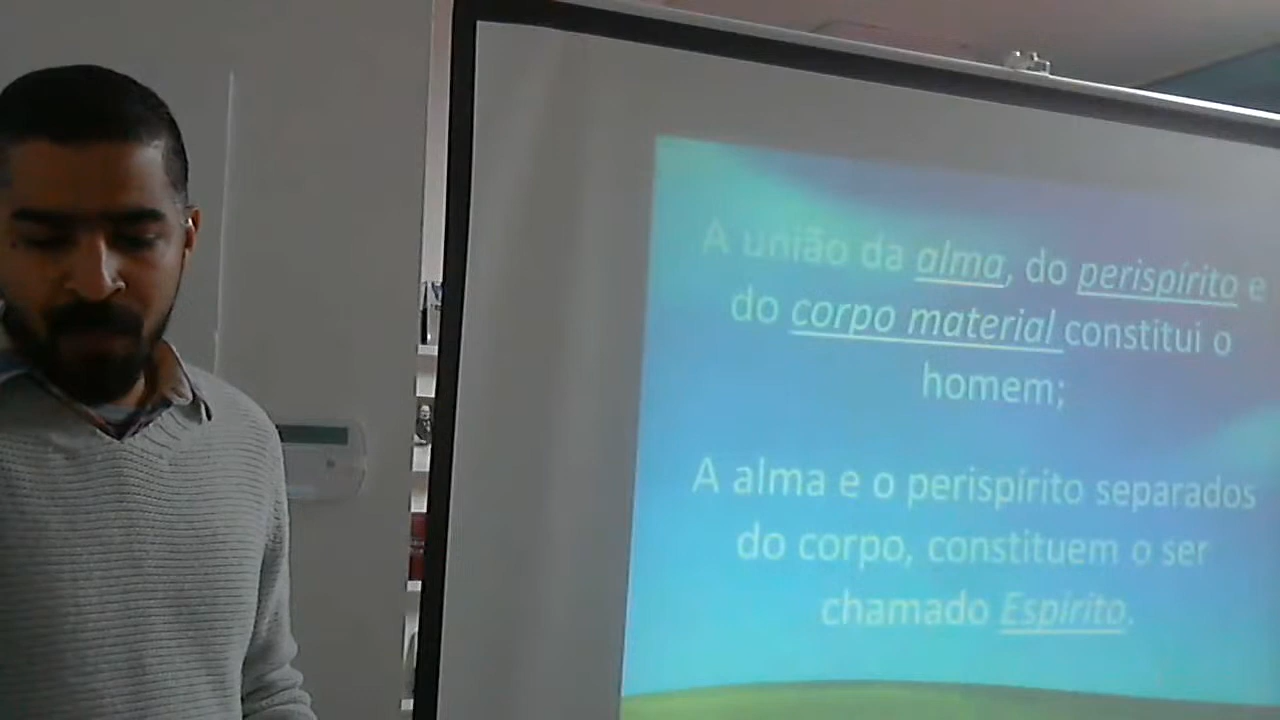 A união da alma, do perispírito e
do corpo material constitui o
homem;
A alma e o perispírito separados
do corpo, constituem o ser
chamado Espírito.